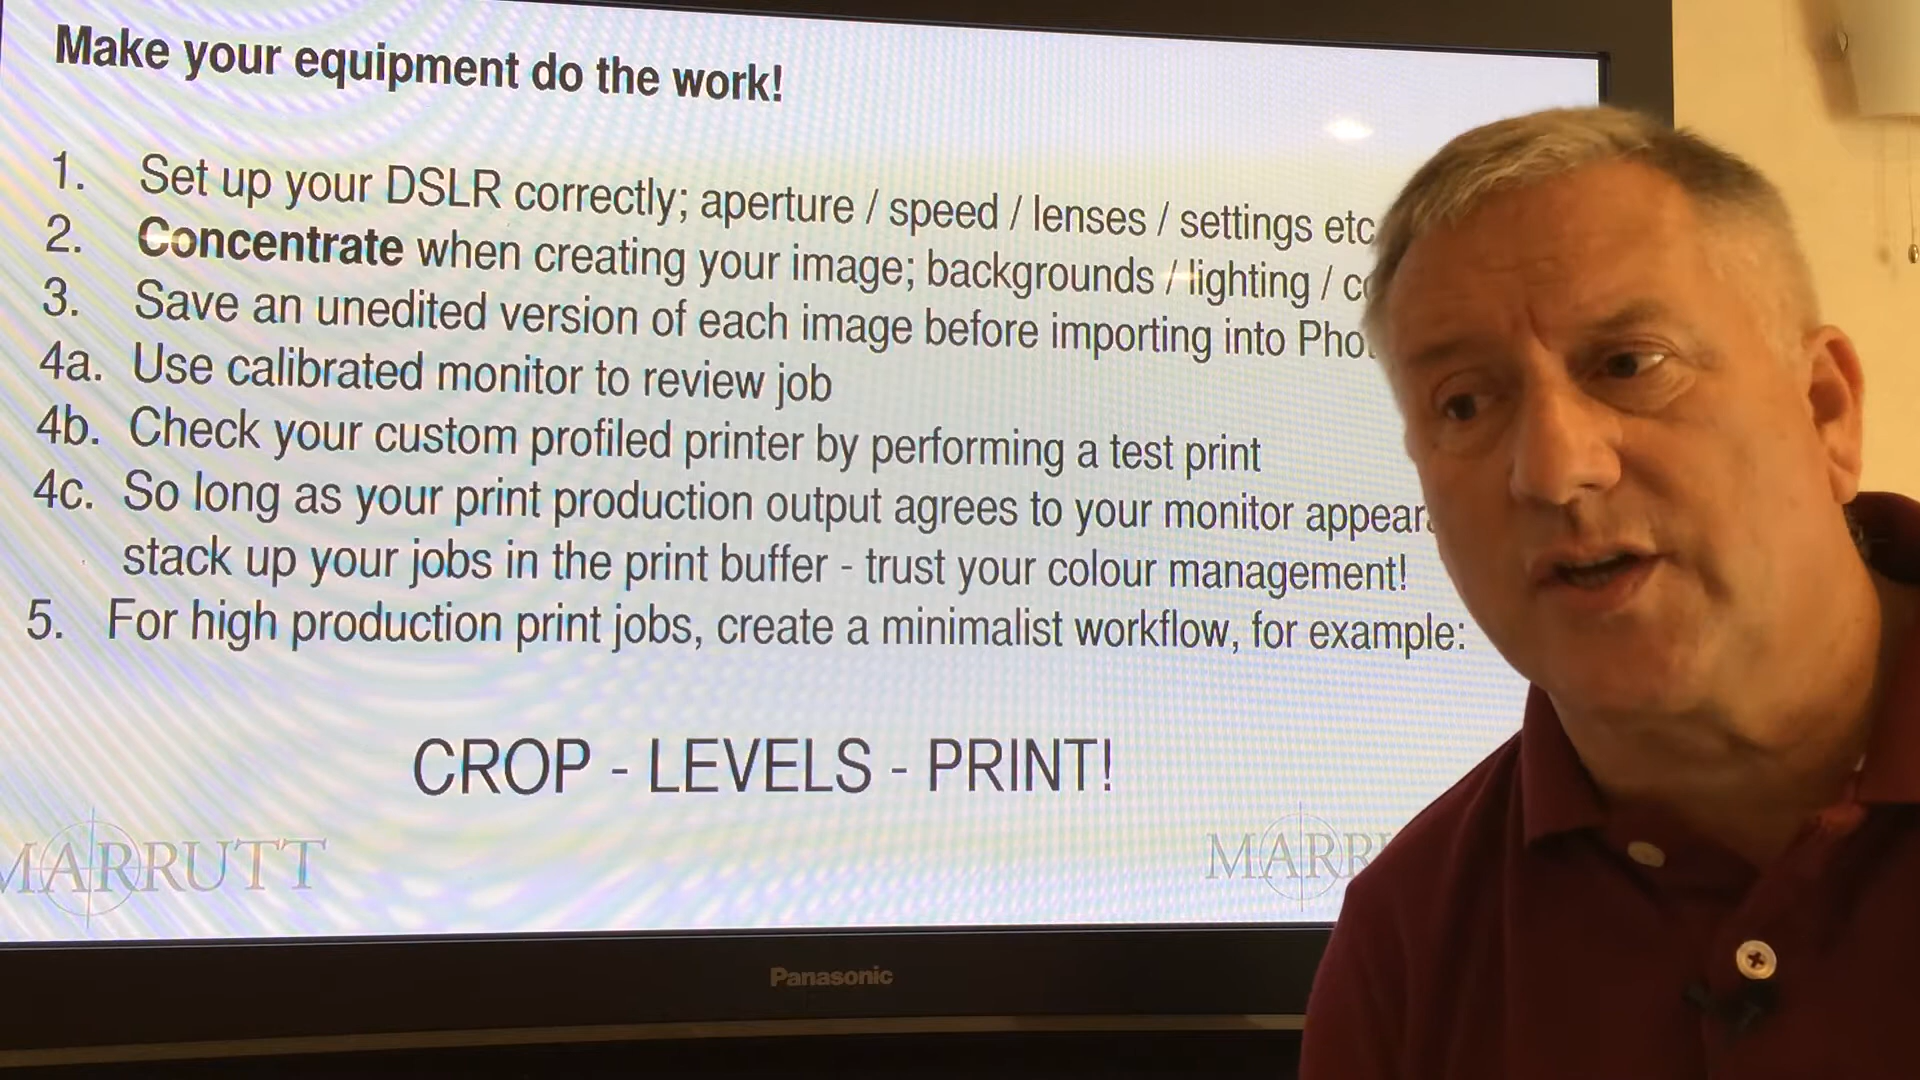 Make your equipment do the work!
1. Set up your DSLR correctly; aperture / speed / lenses / settings etc
2. Concentrate when creating your image; backgrounds / lighting /
3. Save an unedited version of each image before importing into
4a. Use calibrated monitor to review job
4b. Check your custom profiled printer by performing a test print
4c. So long as your print production output agrees to your monitor
stack up your jobs in the print buffer - trust your colour management!
5. For high production print jobs, create a minimalist workflow, for example:
CROP - LEVELS - PRINT!
MARRUTT
Panasonic